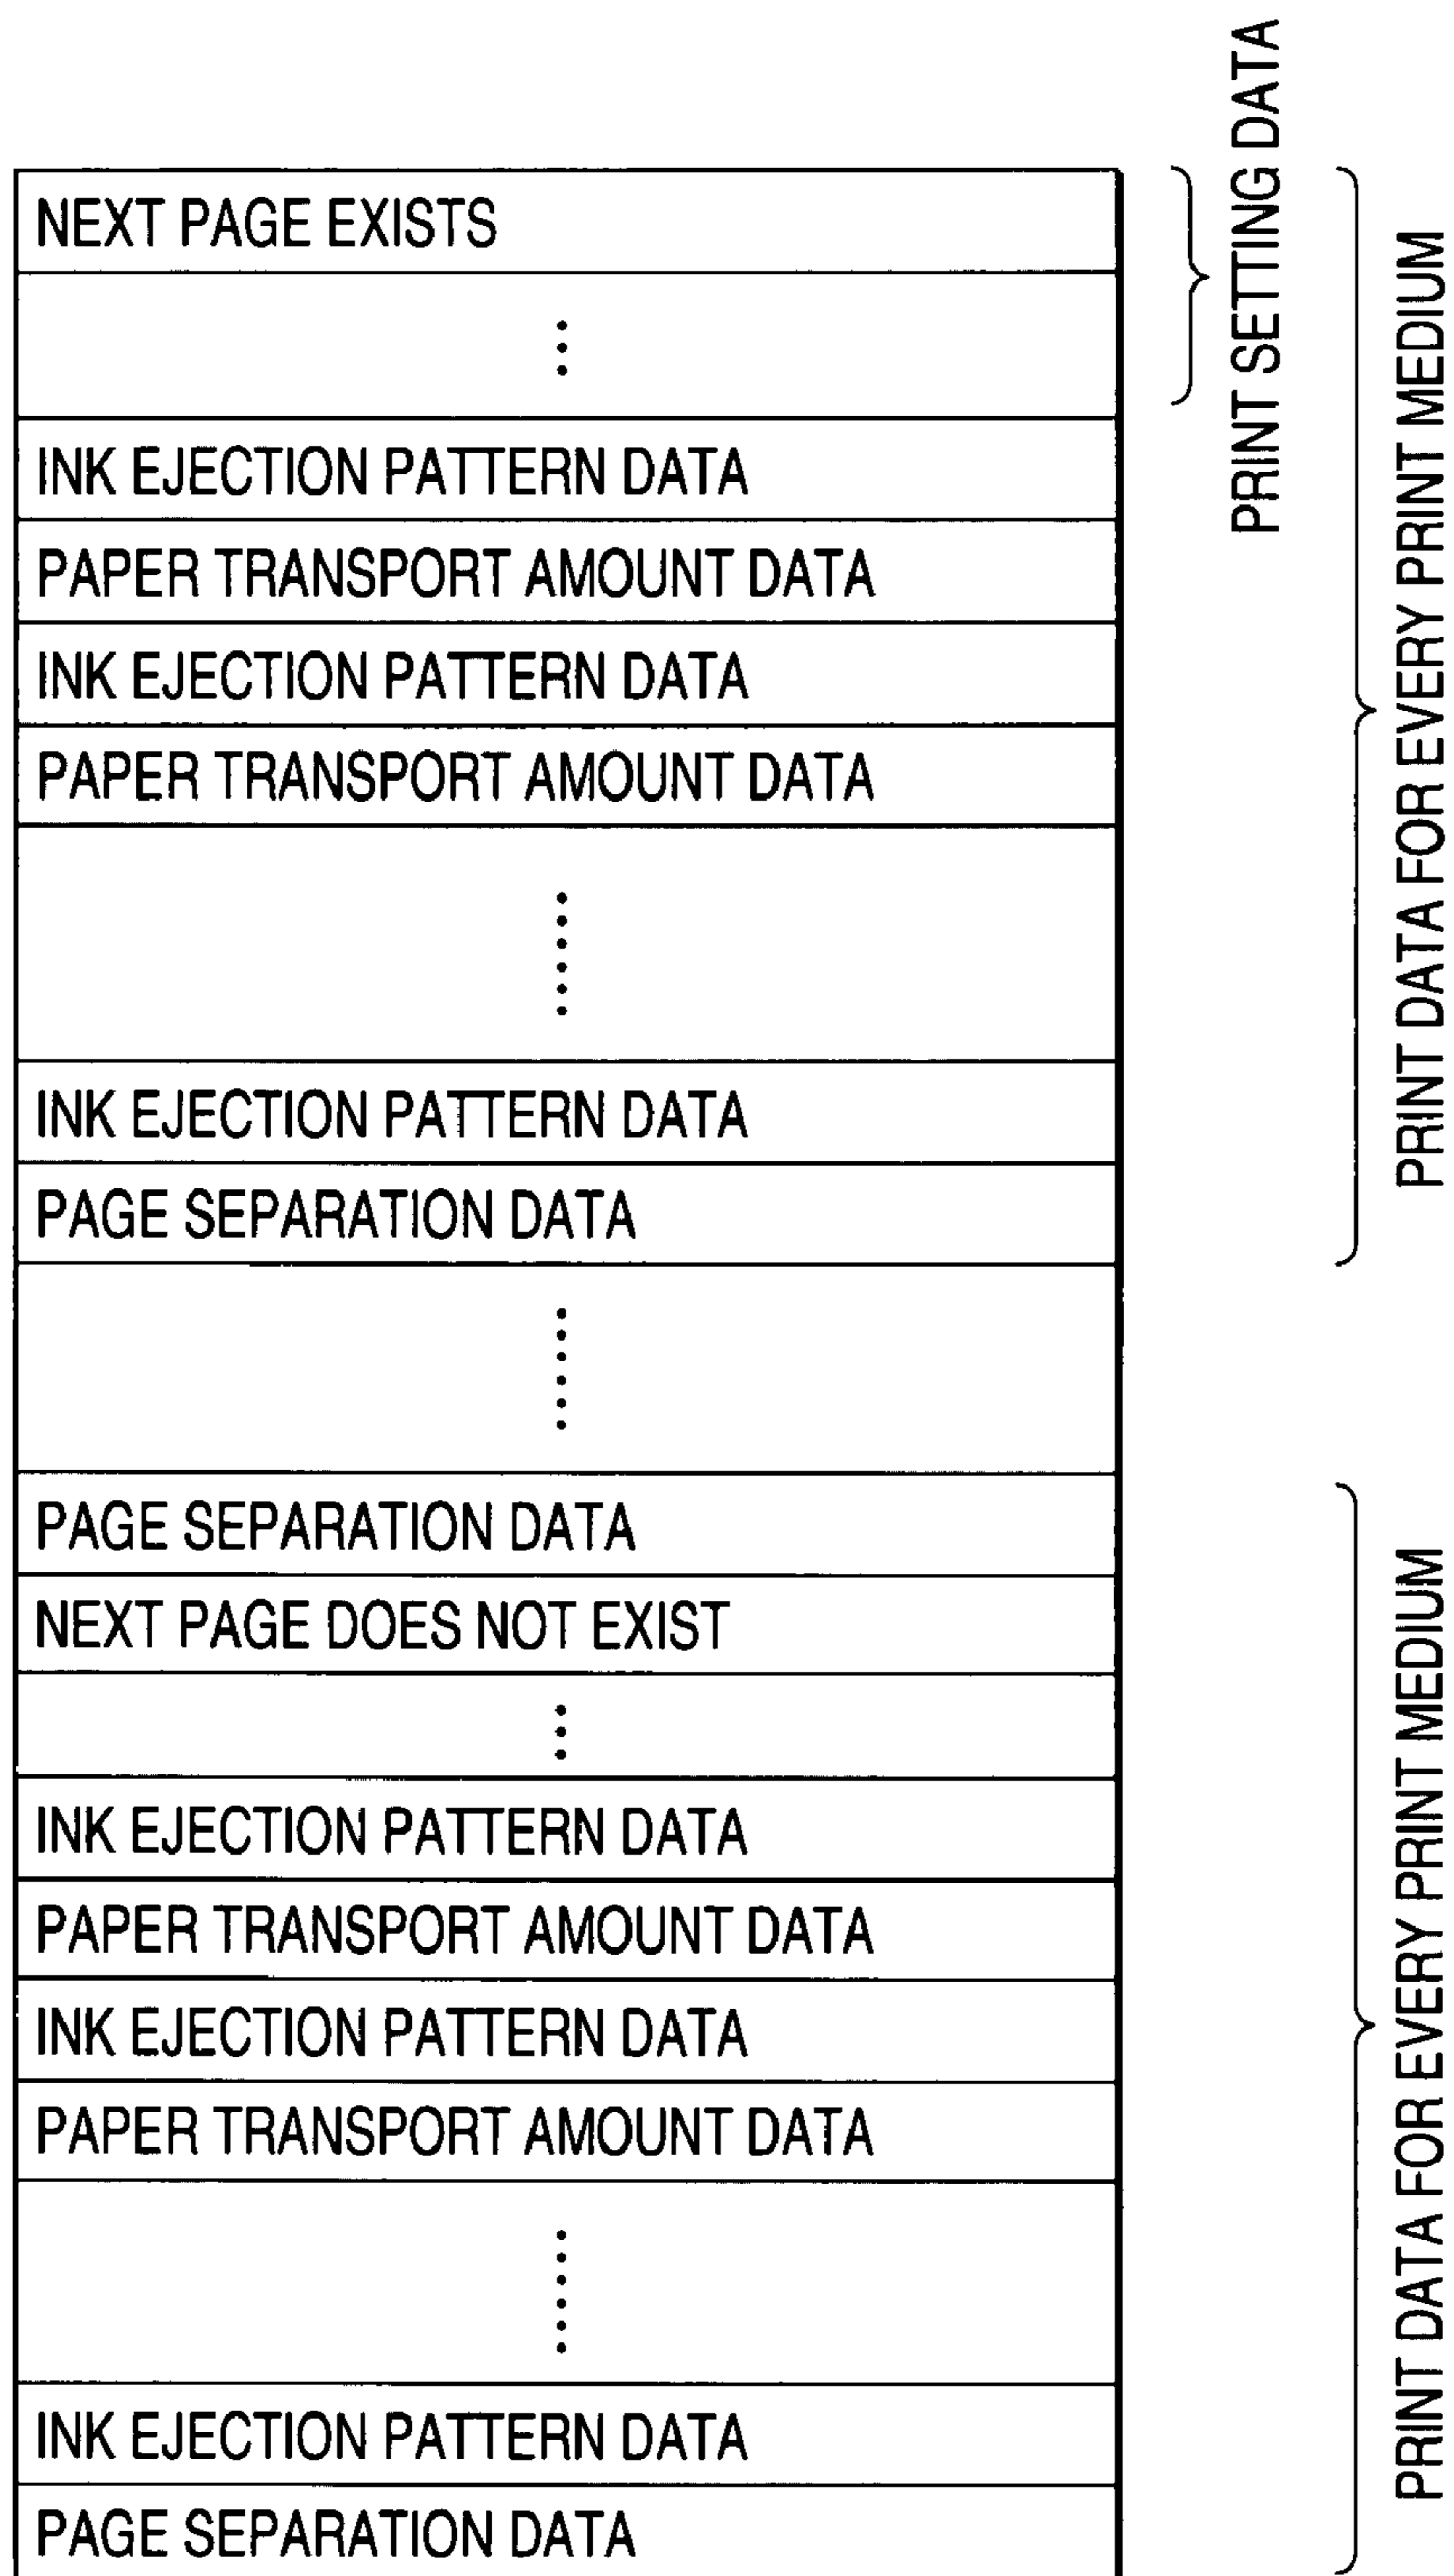 NEXT PAGE EXISTS
INK EJECTION PATTERN DATA
PAPER TRANSPORT AMOUNT DATA
INK EJECTION PATTERN DATA
PAPER TRANSPORT AMOUNT DATA
INK EJECTION PATTERN DATA
PAGE SEPARATION DATA
PAGE SEPARATION DATA
NEXT PAGE DOES NOT EXIST
INK EJECTION PATTERN DATA
PAPER TRANSPORT AMOUNT DATA
INK EJECTION PATTERN DATA
PAPER TRANSPORT AMOUNT DATA
INK EJECTION PATTERN DATA
PAGE SEPARATION DATA
PRINT SETTING DATA
PRINT DATA FOR EVERY PRINT MEDIUM
PRINT DATA FOR EVERY PRINT MEDIUM